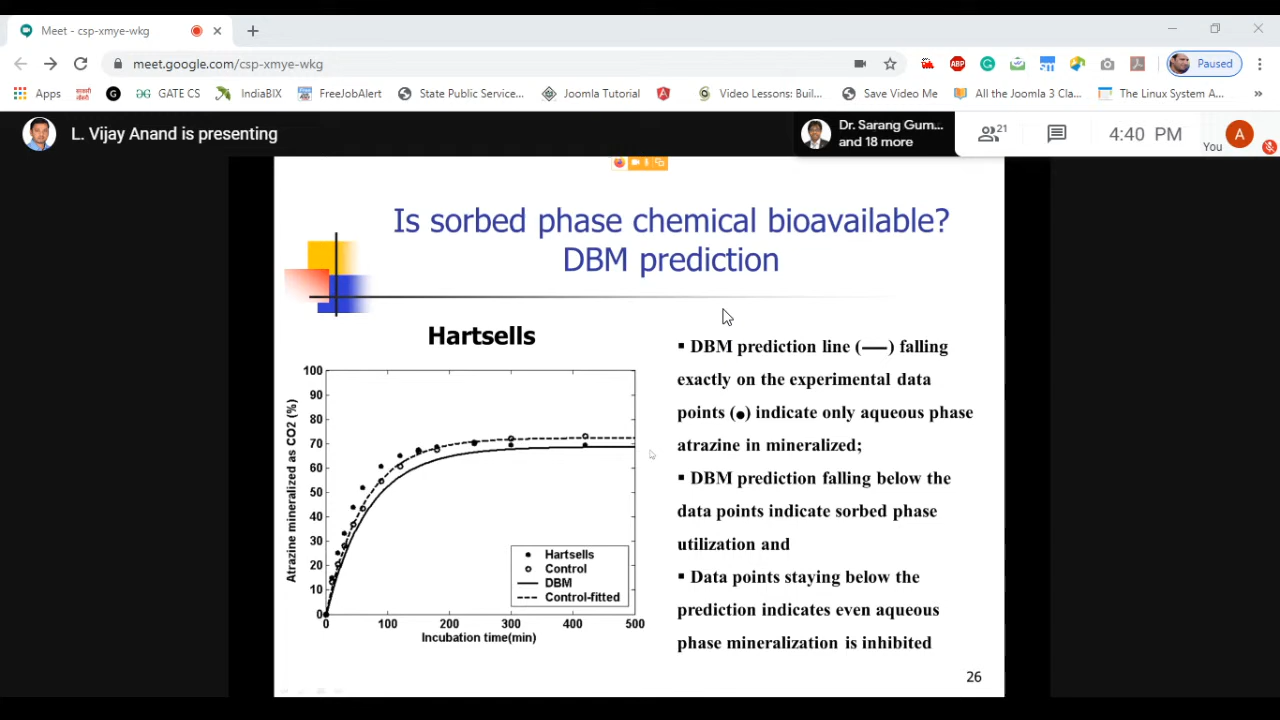 Meet - csp-xmye-wkg
meet.google.com/csp-xmye-wkg
Paused
Apps
GATE CS
IndiaBIX
FreeJobAlert
State Public Service...
Joomla Tutorial
Video Lessons: Buil...
Save Video Me
All the Joomla 3 Cla...
The Linux System A...
L. Vijay Anand is presenting
Dr. Sarang Gum...
and 18 more
21
4:40 PM
You
A
Is sorbed phase chemical bioavailable?
DBM prediction
Hartsells
100
90
80
70
60
50
40
30
20
10
0
Atrazine mineralized as CO2 (%)
0 100 200 300 400 500
Incubation time(min)
Hartsells
Control
DBM
Control-fitted
▪ DBM prediction line (—) falling
exactly on the experimental data
points (●) indicate only aqueous phase
atrazine in mineralized;
▪ DBM prediction falling below the
data points indicate sorbed phase
utilization and
▪ Data points staying below the
prediction indicates even aqueous
phase mineralization is inhibited
26